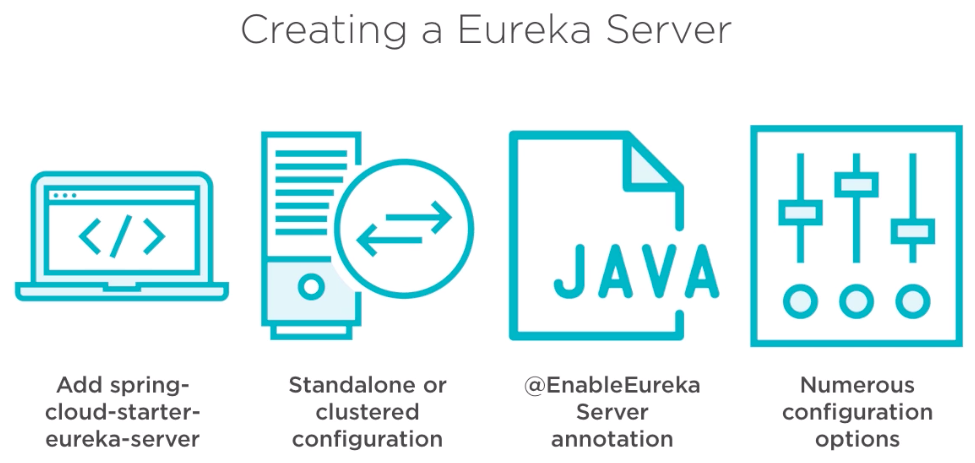 Creating a Eureka Server
</>
JAVA
Add spring-
cloud-starter-
eureka-server
Standalone or
clustered
configuration
@EnableEureka
Server
annotation
Numerous
configuration
options